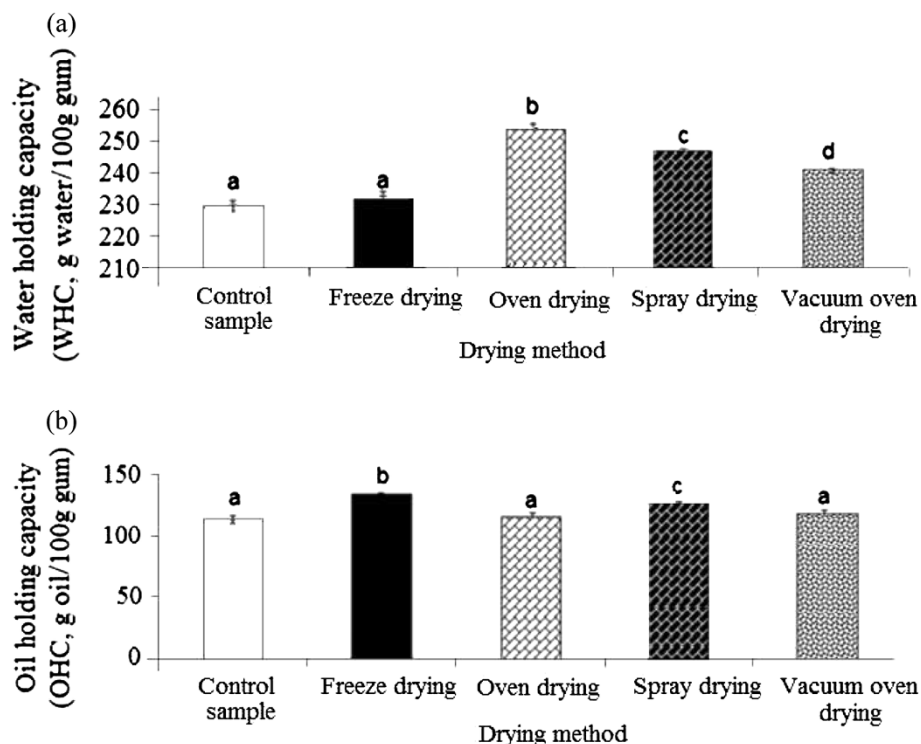 (a)
Water holding capacity
(WHC, g water/100g gum)
260
250
240
230
220
210
a
a
b
c
d
Control
sample
Freeze drying
Oven drying
Spray drying
Vacuum oven
drying
Drying method
(b)
Oil holding capacity
(OHC, g oil/100g gum)
150
100
50
0
a
b
a
c
a
Control
sample
Freeze drying
Oven drying
Spray drying
Vacuum oven
drying
Drying method